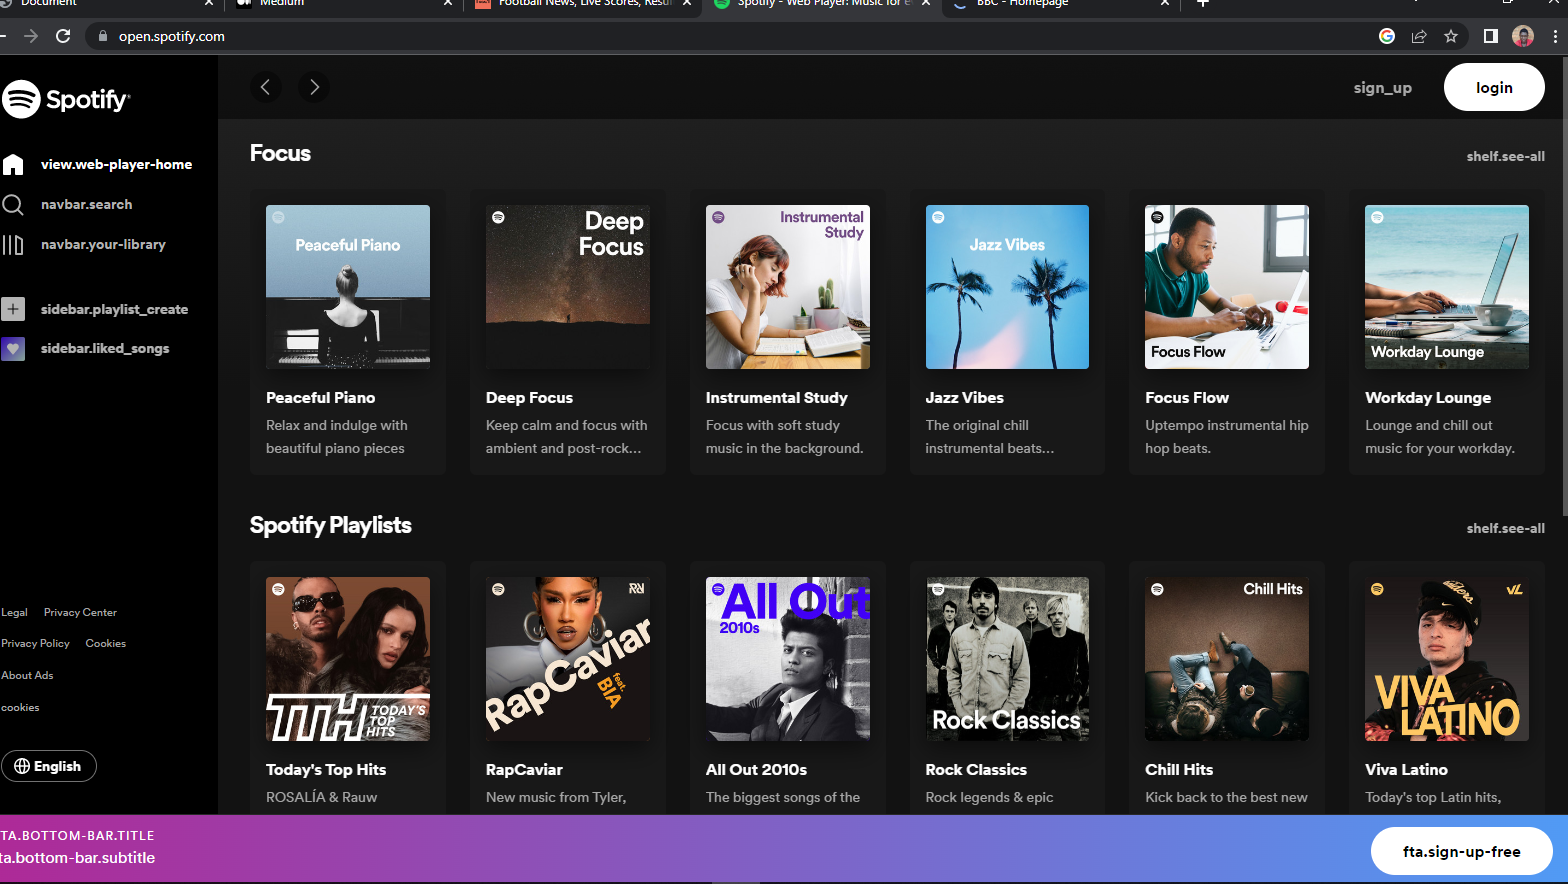 Document
Medium
Football News, Live Scores, Resu
Spotify - Web Player: Music for e
BBC - Homepage
open.spotify.com
Spotify
sign_up
login
view.web-player-home
navbar.search
navbar.your-library
sidebar.playlist_create
sidebar.liked_songs
Focus
shelf.see-all
Peaceful Piano
Deep
Focus
Instrumental
Study
Jazz Vibes
Focus Flow
Workday Lounge
Peaceful Piano
Relax and indulge with
beautiful piano pieces
Deep Focus
Keep calm and focus with
ambient and post-rock...
Instrumental Study
Focus with soft study
music in the background.
Jazz Vibes
The original chill
instrumental beats...
Focus Flow
Uptempo instrumental hip
hop beats.
Workday Lounge
Lounge and chill out
music for your workday.
Spotify Playlists
shelf.see-all
TTH TODAY'S
TOP
HITS
RapCaviar
feat.
BIA
All Out
2010s
Rock Classics
Chill Hits
VL
VIVA
LATINO
Today's Top Hits
ROSALÍA & Rauw
RapCaviar
New music from Tyler,
All Out 2010s
The biggest songs of the
Rock Classics
Rock legends & epic
Chill Hits
Kick back to the best new
Viva Latino
Today's top Latin hits,
Legal Privacy Center
Privacy Policy Cookies
About Ads
cookies
English
TA.BOTTOM-BAR.TITLE
ta.bottom-bar.subtitle
fta.sign-up-free